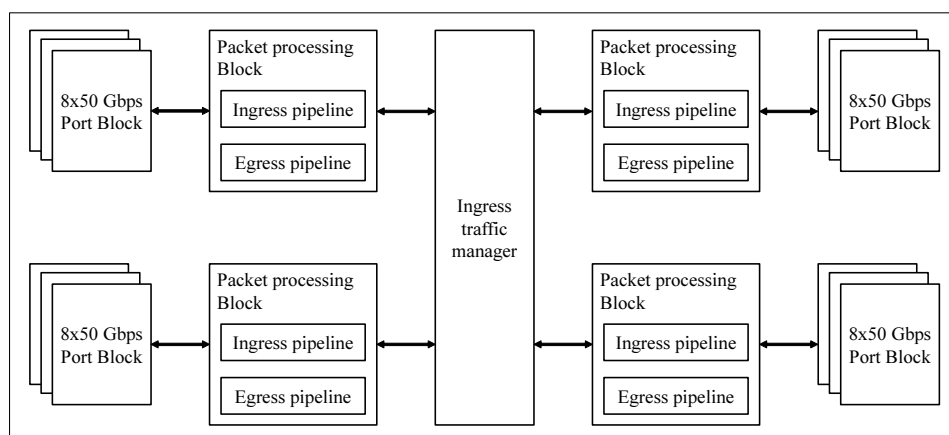 8x50 Gbps
Port Block
Packet processing
Block
Ingress pipeline
Egress pipeline
Ingress
traffic
manager
Packet processing
Block
Ingress pipeline
Egress pipeline
8x50 Gbps
Port Block
8x50 Gbps
Port Block
Packet processing
Block
Ingress pipeline
Egress pipeline
Packet processing
Block
Ingress pipeline
Egress pipeline
8x50 Gbps
Port Block